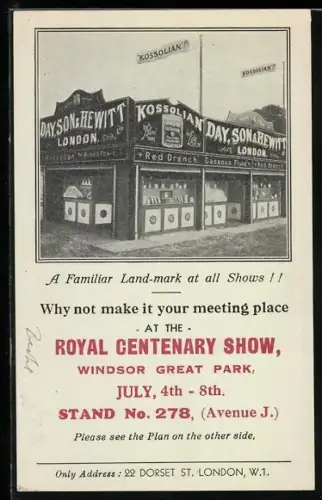 KOSSOLIAN
KOSSOLIAN
DAY, SON & HEWITT
LONDON.
KOSSOLIAN
DAY, SON & HEWITT
LONDON.
Red Drench
Gaseous Fluid
A Familiar Land-mark at all Shows ! !
Why not make it your meeting place
- AT THE -
ROYAL CENTENARY SHOW,
WINDSOR GREAT PARK,
JULY, 4th - 8th.
STAND No. 278, (Avenue J.)
Please see the Plan on the other side,
Only Address : 22 DORSET ST. LONDON, W.1.